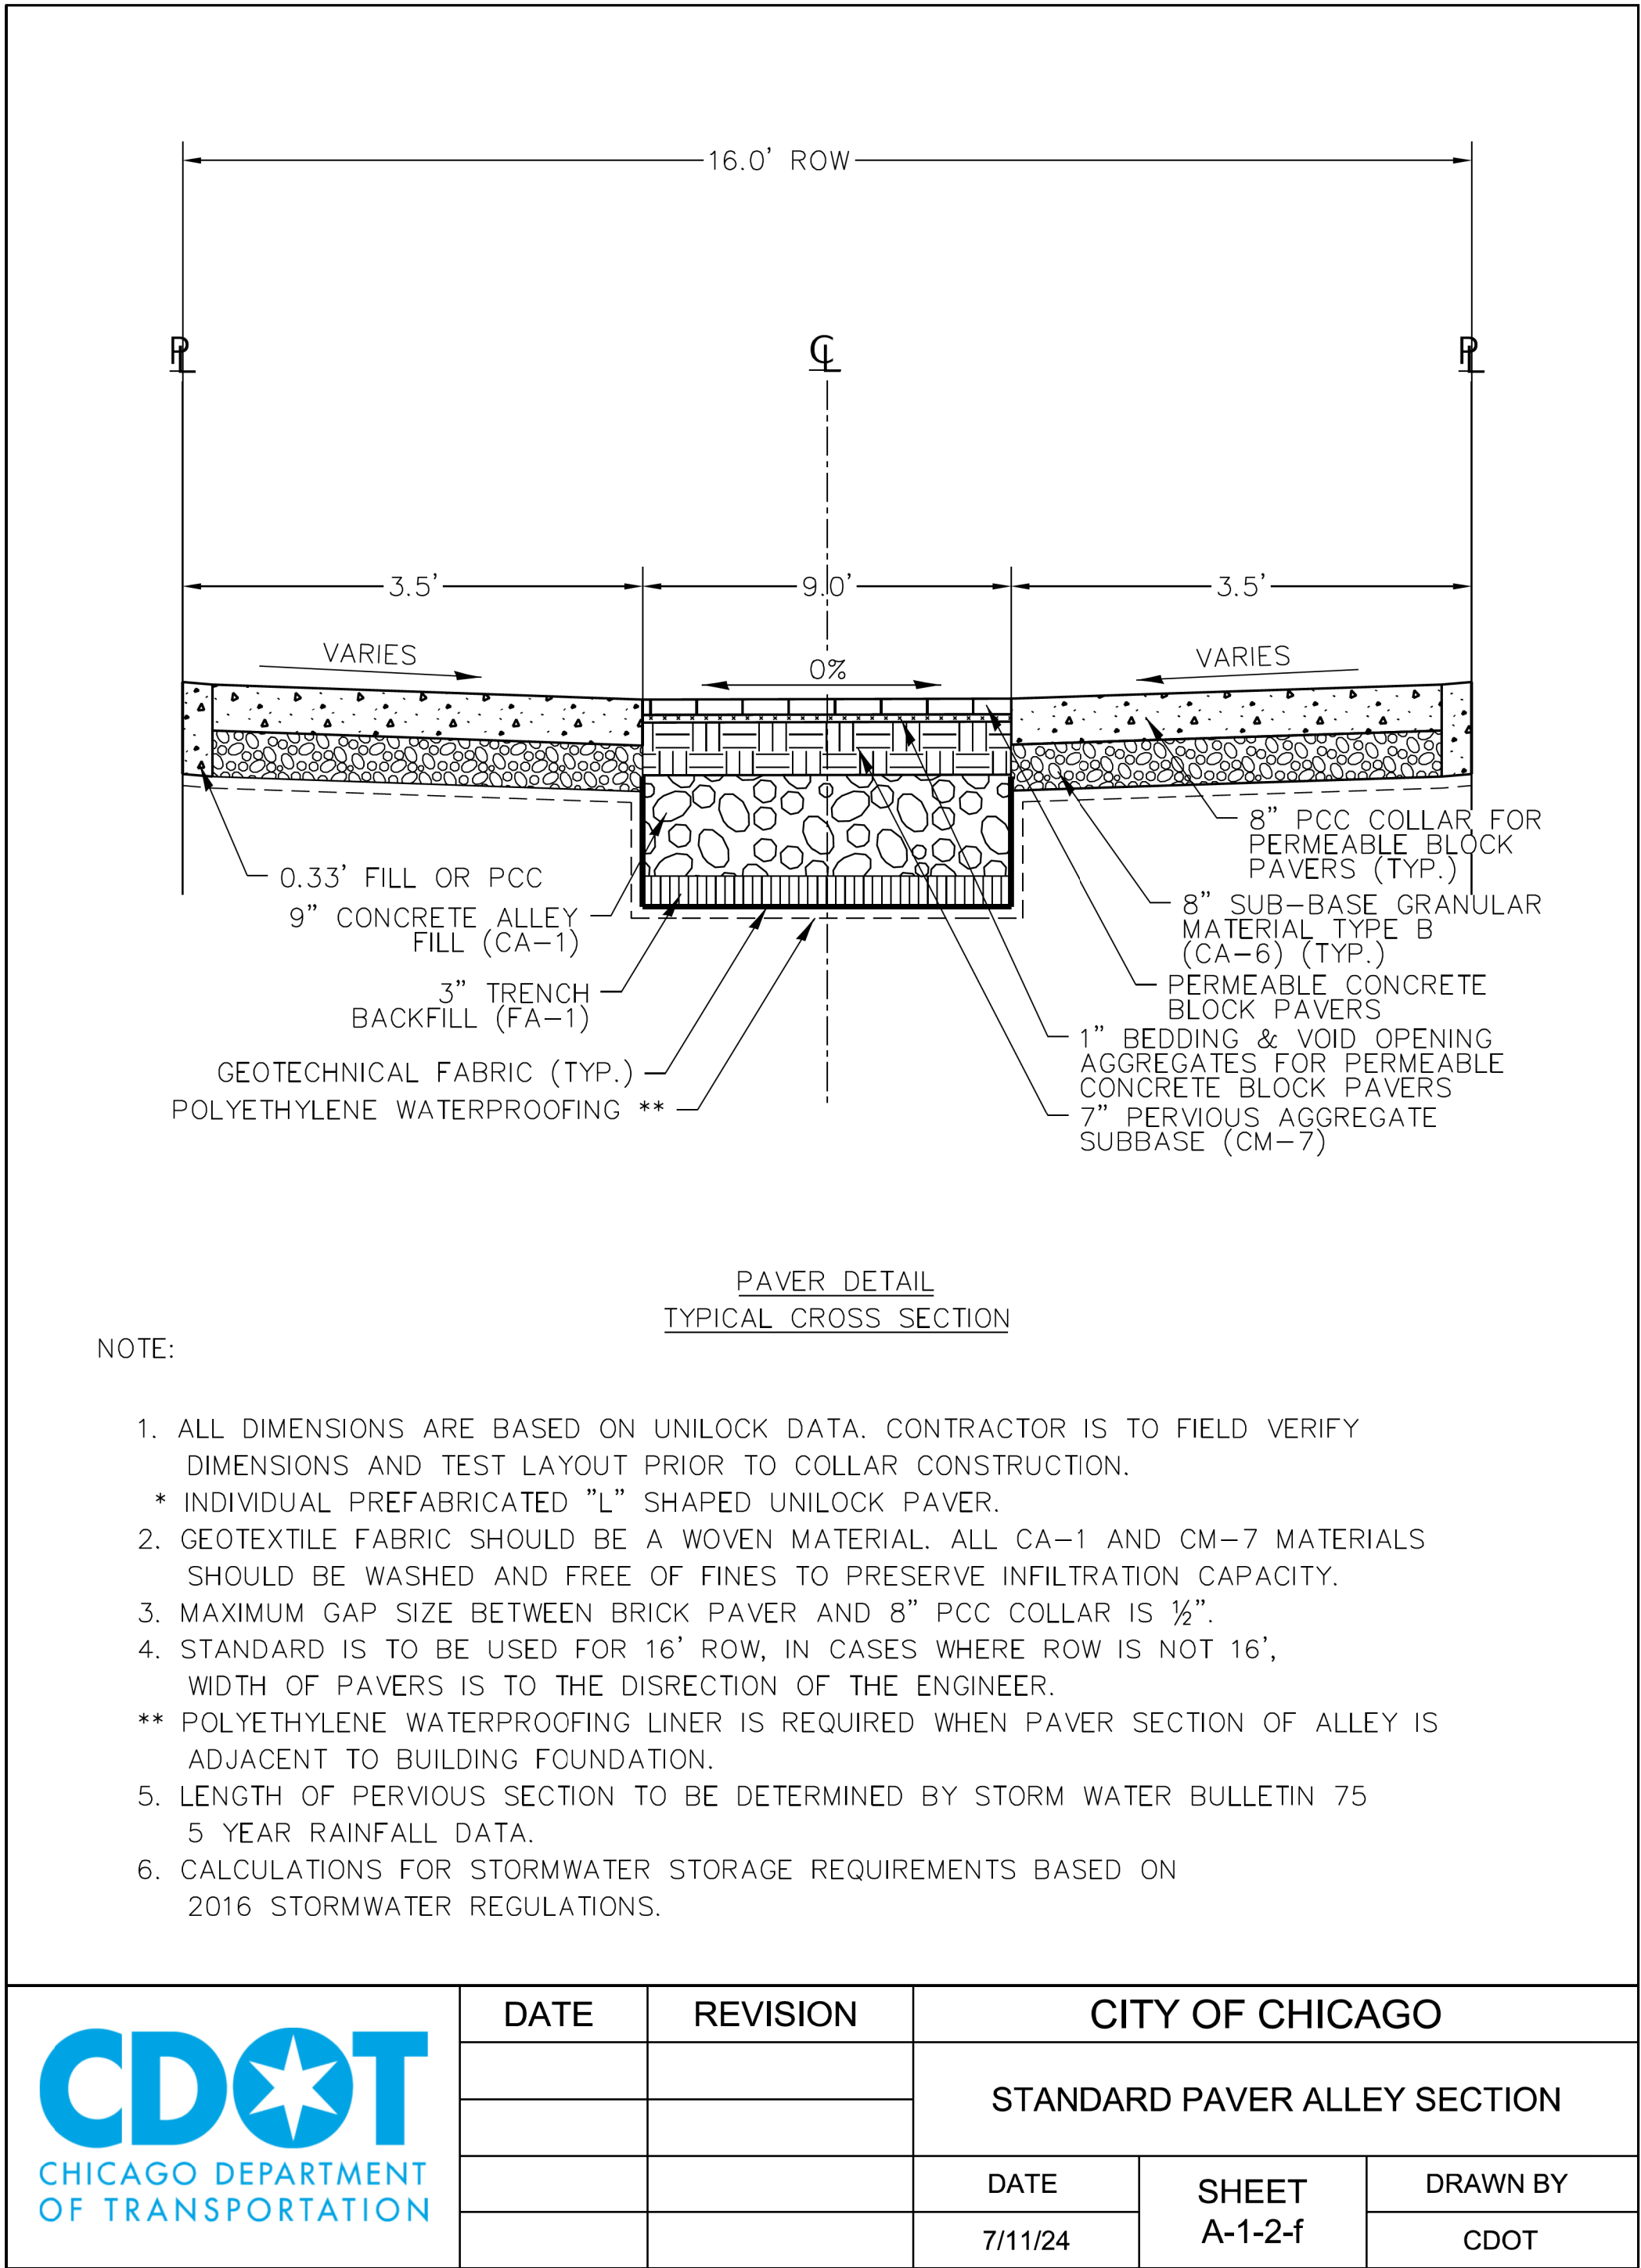 16.0' ROW
PL
CL
PL
3.5'
9.0'
3.5'
VARIES
0%
VARIES
0.33' FILL OR PCC
9" CONCRETE ALLEY
FILL (CA-1)
3" TRENCH
BACKFILL (FA-1)
GEOTECHNICAL FABRIC (TYP.)
POLYETHYLENE WATERPROOFING **
8" PCC COLLAR FOR
PERMEABLE BLOCK
PAVERS (TYP.)
8" SUB-BASE GRANULAR
MATERIAL TYPE B
(CA-6) (TYP.)
PERMEABLE CONCRETE
BLOCK PAVERS
1" BEDDING & VOID OPENING
AGGREGATES FOR PERMEABLE
CONCRETE BLOCK PAVERS
7" PERVIOUS AGGREGATE
SUBBASE (CM-7)
PAVER DETAIL
TYPICAL CROSS SECTION
NOTE:
1. ALL DIMENSIONS ARE BASED ON UNILOCK DATA. CONTRACTOR IS TO FIELD VERIFY
DIMENSIONS AND TEST LAYOUT PRIOR TO COLLAR CONSTRUCTION.
* INDIVIDUAL PREFABRICATED "L" SHAPED UNILOCK PAVER.
2. GEOTEXTILE FABRIC SHOULD BE A WOVEN MATERIAL. ALL CA-1 AND CM-7 MATERIALS
SHOULD BE WASHED AND FREE OF FINES TO PRESERVE INFILTRATION CAPACITY.
3. MAXIMUM GAP SIZE BETWEEN BRICK PAVER AND 8" PCC COLLAR IS ½".
4. STANDARD IS TO BE USED FOR 16' ROW, IN CASES WHERE ROW IS NOT 16',
WIDTH OF PAVERS IS TO THE DISRECTION OF THE ENGINEER.
** POLYETHYLENE WATERPROOFING LINER IS REQUIRED WHEN PAVER SECTION OF ALLEY IS
ADJACENT TO BUILDING FOUNDATION.
5. LENGTH OF PERVIOUS SECTION TO BE DETERMINED BY STORM WATER BULLETIN 75
5 YEAR RAINFALL DATA.
6. CALCULATIONS FOR STORMWATER STORAGE REQUIREMENTS BASED ON
2016 STORMWATER REGULATIONS.
CDOT
CHICAGO DEPARTMENT
OF TRANSPORTATION
DATE
REVISION
CITY OF CHICAGO
STANDARD PAVER ALLEY SECTION
DATE
7/11/24
SHEET
A-1-2-f
DRAWN BY
CDOT